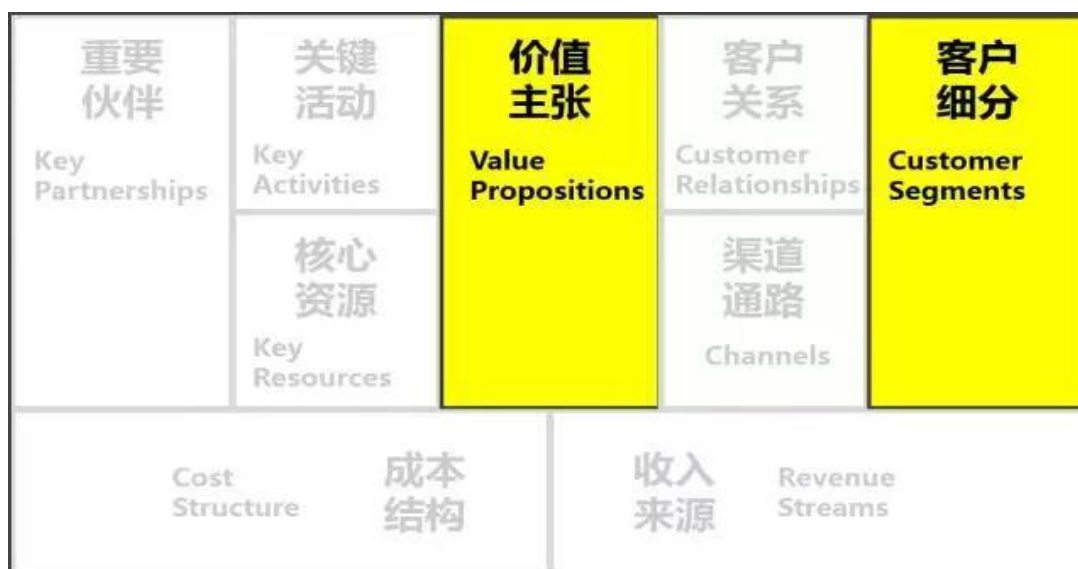 重要
伙伴
Key
Partnerships
关键
活动
Key
Activities
核心
资源
Key
Resources
价值
主张
Value
Propositions
客户
关系
Customer
Relationships
渠道
通路
Channels
客户
细分
Customer
Segments
Cost
Structure
成本
结构
收入
来源
Revenue
Streams